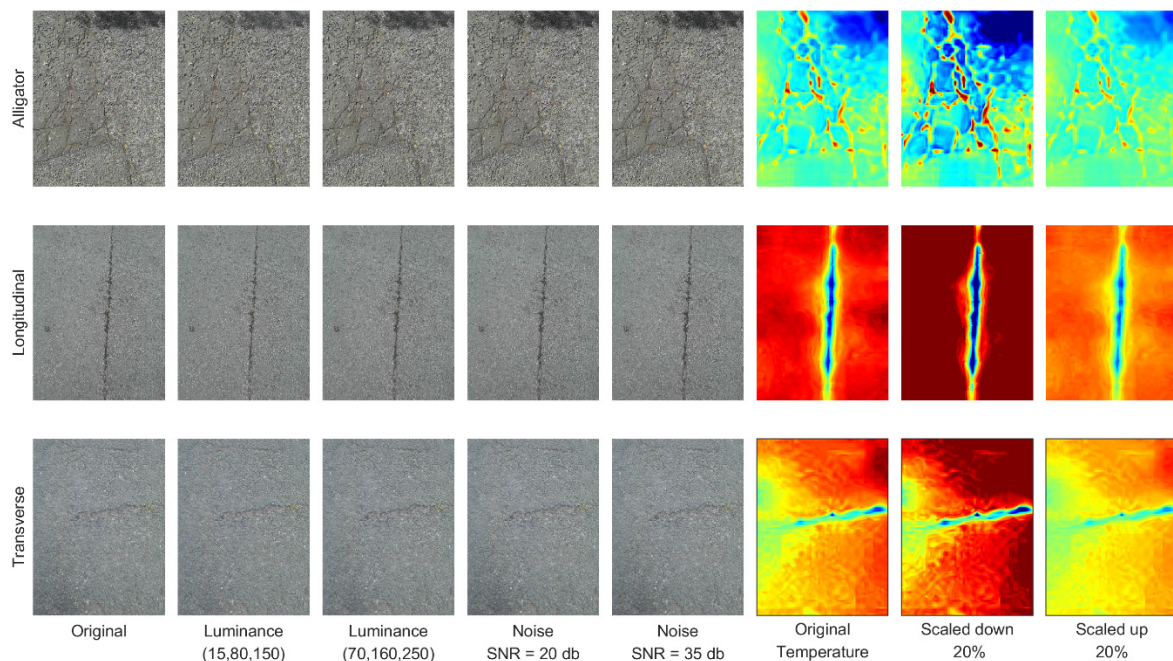 Alligator
Longitudinal
Transverse
Original
Luminance
(15,80,150)
Luminance
(70,160,250)
Noise
SNR = 20 db
Noise
SNR = 35 db
Original
Temperature
Scaled down
20%
Scaled up
20%